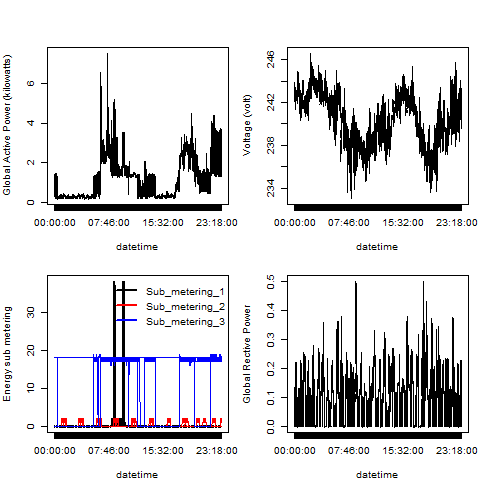 Global Active Power (kilowatts)
0 2 4 6
00:00:00 07:46:00 15:32:00 23:18:00
datetime
Voltage (volt)
234 238 242 246
00:00:00 07:46:00 15:32:00 23:18:00
datetime
Energy sub metering
0 10 20 30
Sub_metering_1
Sub_metering_2
Sub_metering_3
00:00:00 07:46:00 15:32:00 23:18:00
datetime
Global Rective Power
0.0 0.1 0.2 0.3 0.4 0.5
00:00:00 07:46:00 15:32:00 23:18:00
datetime